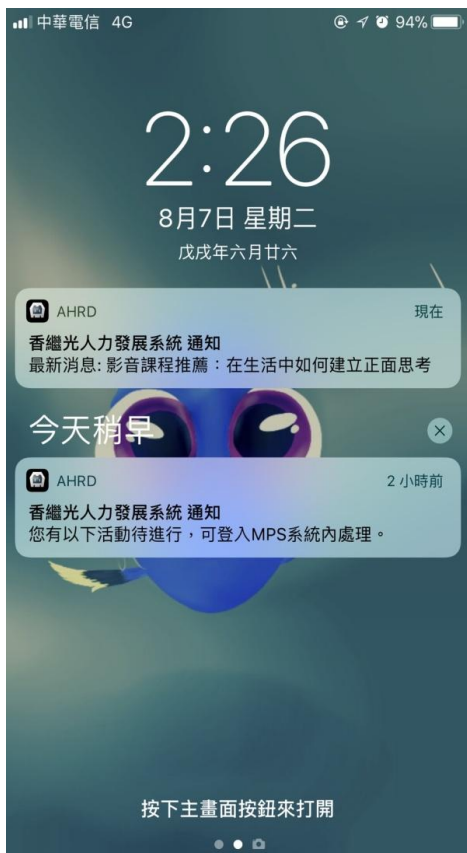 中華電信 4G 94%
2:26
8月7日 星期二
戊戌年六月廿六
AHRD 現在
香繼光人力發展系統 通知
最新消息: 影音課程推薦：在生活中如何建立正面思考
今天稍早
AHRD 2 小時前
香繼光人力發展系統 通知
您有以下活動待進行，可登入MPS系統內處理。
按下主畫面按鈕來打開